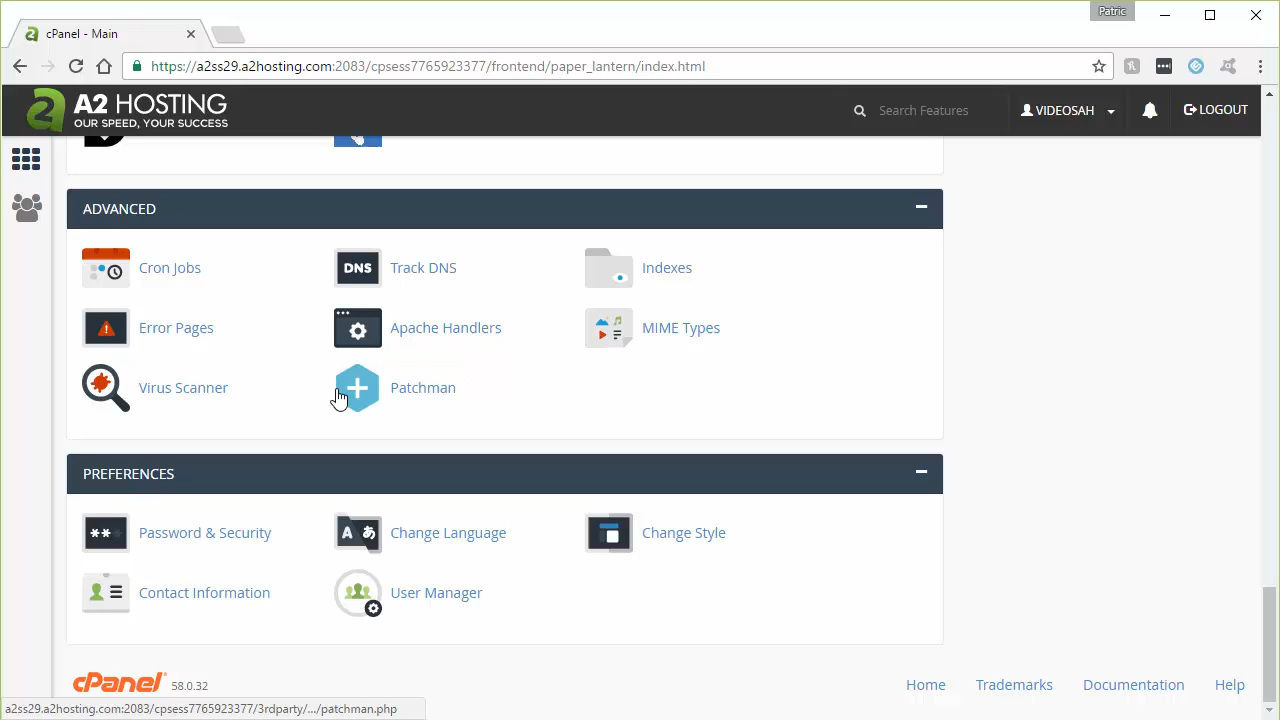 Patric
cPanel - Main
https://a2ss29.a2hosting.com:2083/cpsess7765923377/frontend/paper_lantern/index.html
A2 HOSTING
OUR SPEED, YOUR SUCCESS
Search Features
VIDEOSAH
LOGOUT
ADVANCED
Cron Jobs
DNS
Track DNS
Indexes
Error Pages
Apache Handlers
MIME Types
Virus Scanner
Patchman
PREFERENCES
**
Password & Security
A あ
Change Language
Change Style
Contact Information
User Manager
cPanel 58.0.32
Home
Trademarks
Documentation
Help
a2ss29.a2hosting.com:2083/cpsess7765923377/3rdparty/.../patchman.php